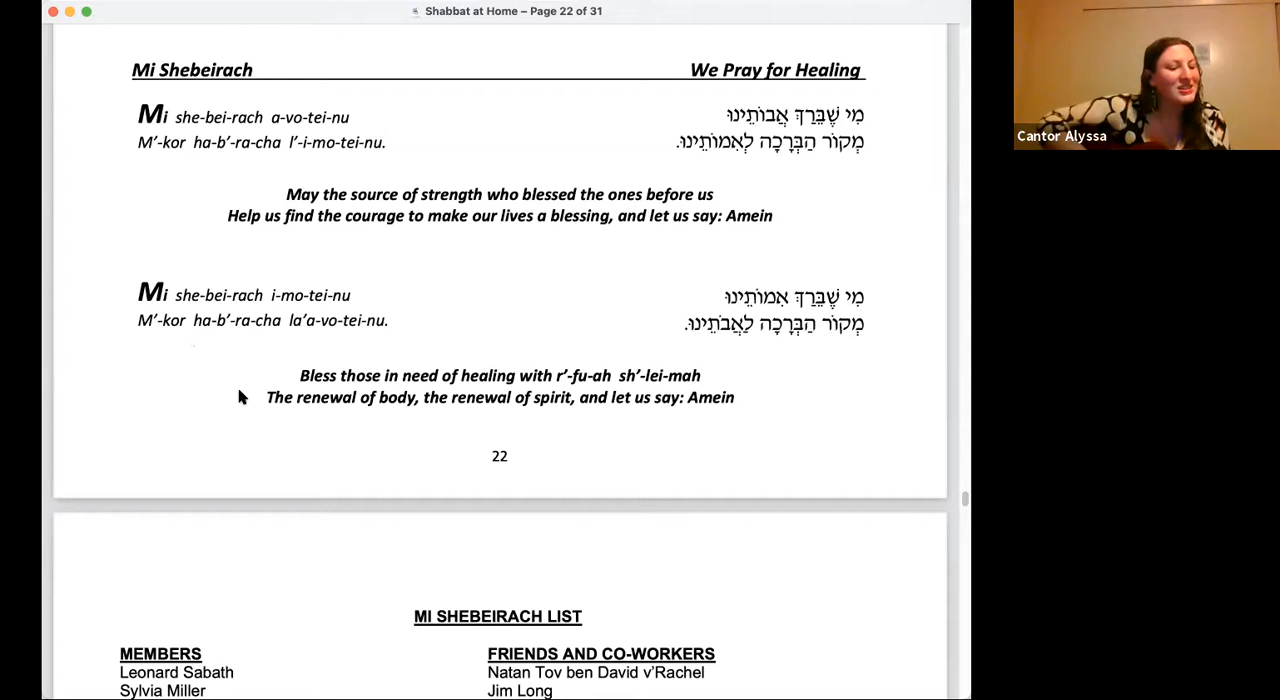 Shabbat at Home – Page 22 of 31
Mi Shebeirach We Pray for Healing
Mi she-bei-rach a-vo-tei-nu
M'-kor ha-b'-ra-cha l'-i-mo-tei-nu.
מִי שֶׁבֵּרַךְ אֲבוֹתֵינוּ
מְקוֹר הַבְּרָכָה לְאִמוֹתֵינוּ.
May the source of strength who blessed the ones before us
Help us find the courage to make our lives a blessing, and let us say: Amein
Mi she-bei-rach i-mo-tei-nu
M'-kor ha-b'-ra-cha la'a-vo-tei-nu.
מִי שֶׁבֵּרַךְ אִמוֹתֵינוּ
מְקוֹר הַבְּרָכָה לַאֲבֹתֵינוּ.
Bless those in need of healing with r'-fu-ah sh'-lei-mah
The renewal of body, the renewal of spirit, and let us say: Amein
22
MI SHEBEIRACH LIST
MEMBERS
Leonard Sabath
Sylvia Miller
FRIENDS AND CO-WORKERS
Natan Tov ben David v'Rachel
Jim Long
Cantor Alyssa